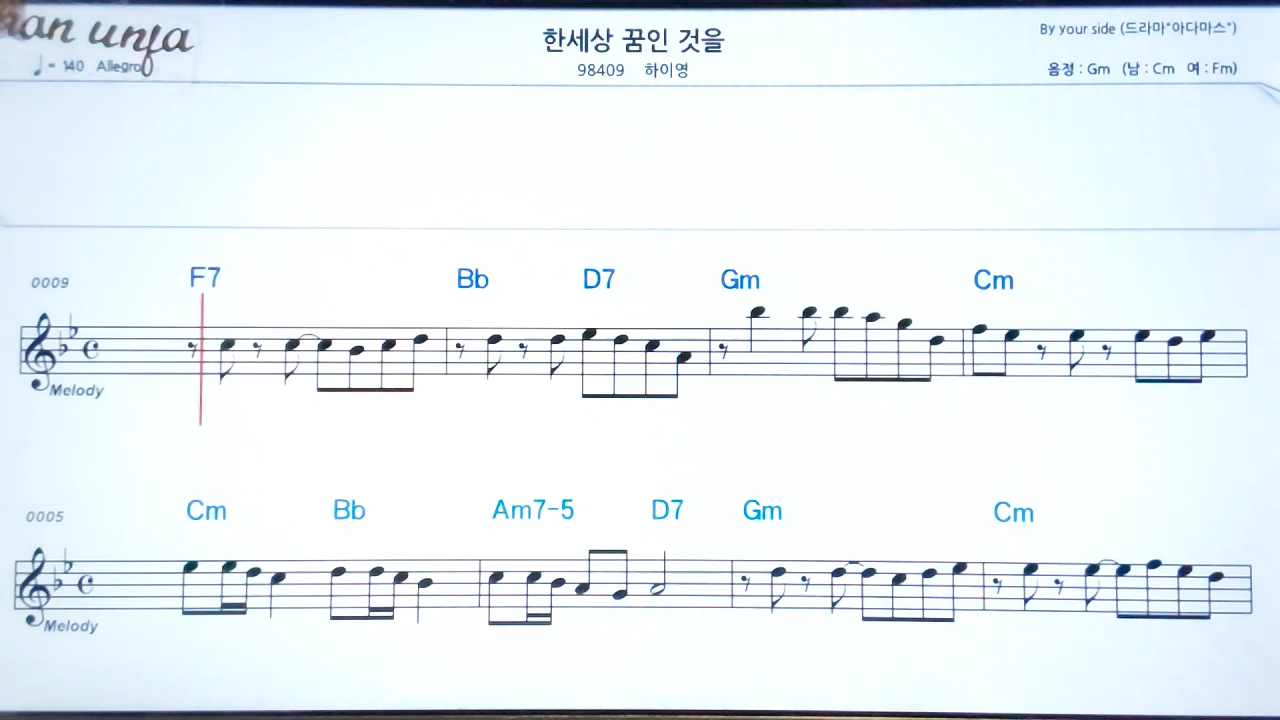 한세상 꿈인 것을
By your side (드라마"아다마스")
♩ = 140 Allegro
98409 하이영
음정 : Gm (남 : Cm 여 : Fm)
0009 F7 Bb D7 Gm Cm
Melody
0005 Cm Bb Am7-5 D7 Gm Cm
Melody